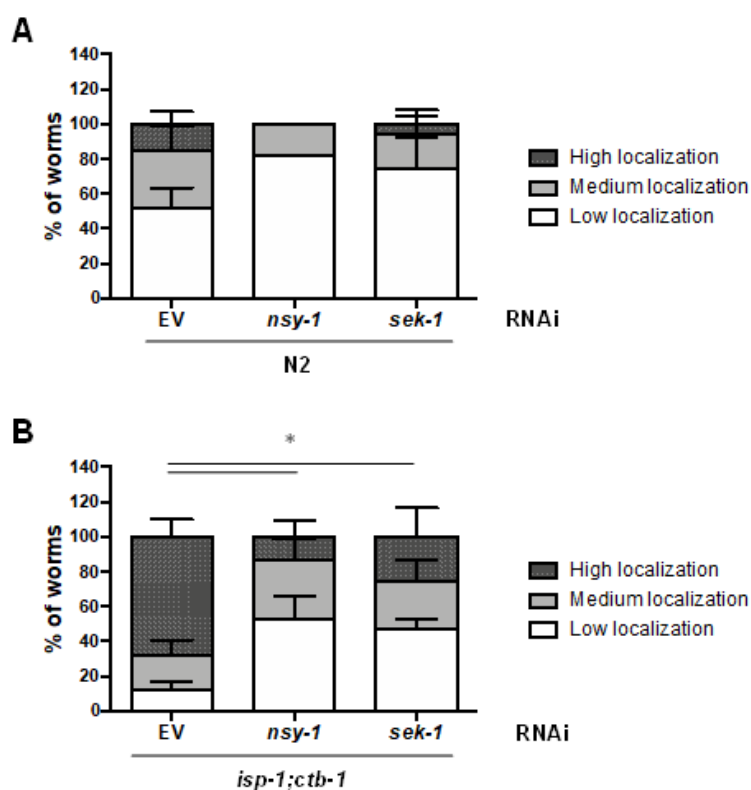 A
140
120
100
80
60
40
20
0
% of worms
High localization
Medium localization
Low localization
EV nsy-1 sek-1 RNAi
N2
B
*
140
120
100
80
60
40
20
0
% of worms
High localization
Medium localization
Low localization
EV nsy-1 sek-1 RNAi
isp-1;ctb-1